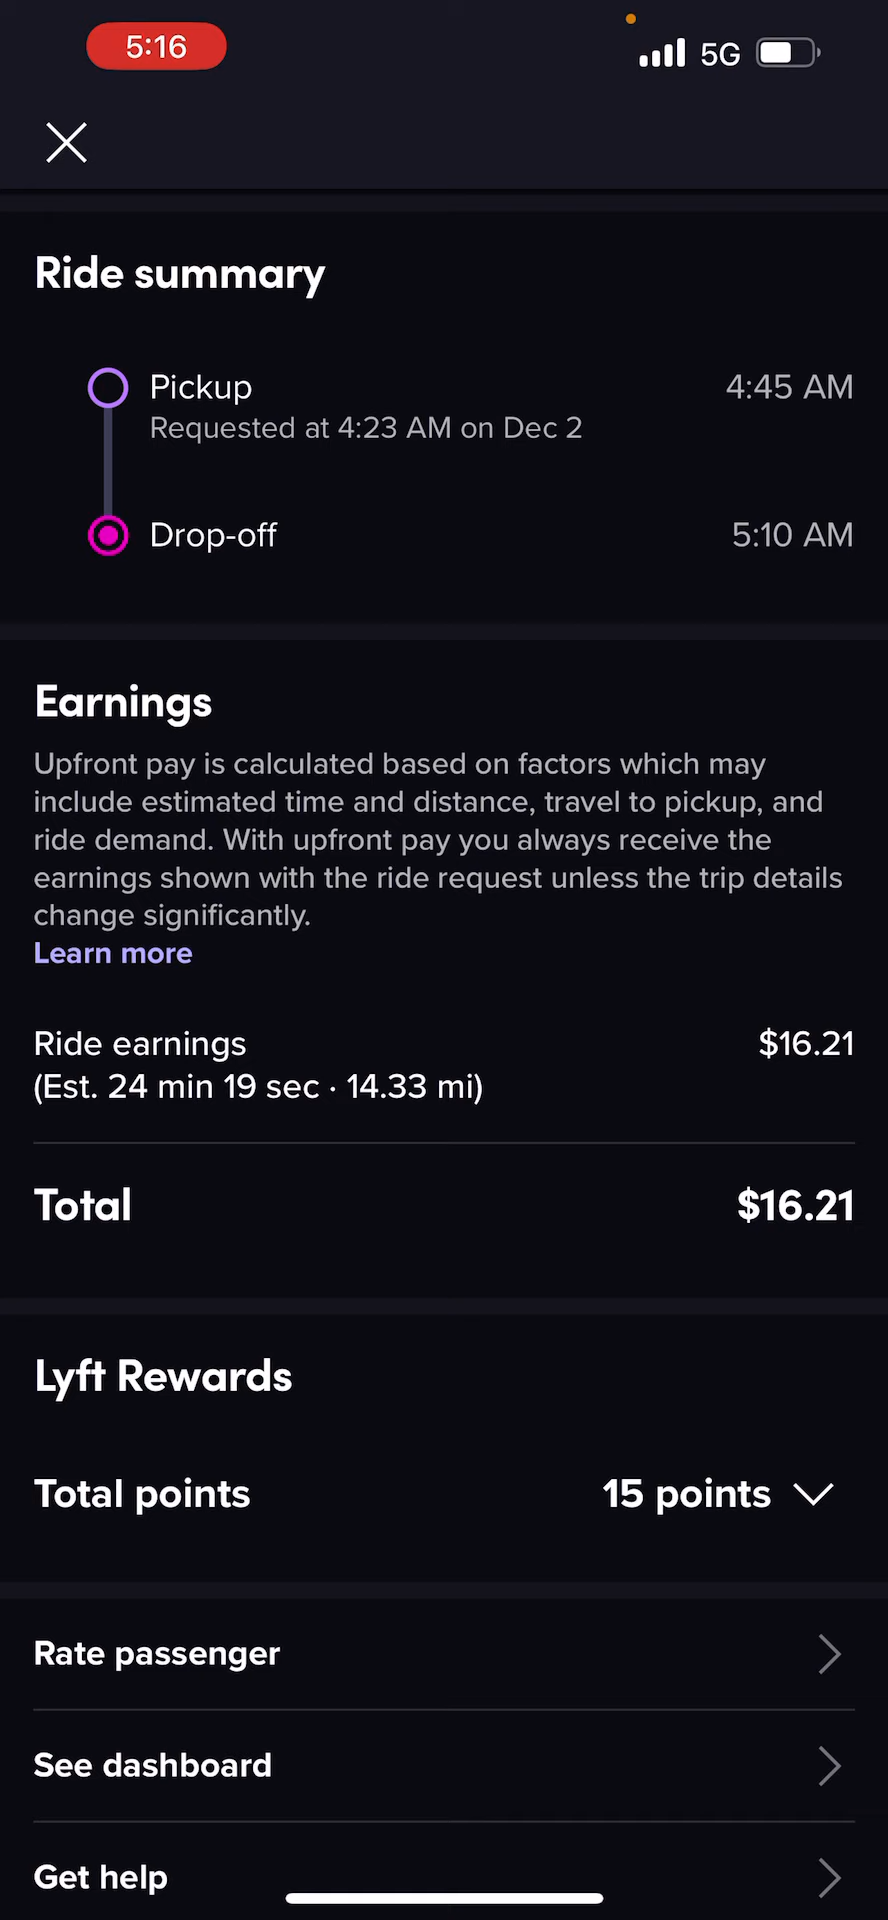 5:16
5G
Ride summary
Pickup
4:45 AM
Requested at 4:23 AM on Dec 2
Drop-off
5:10 AM
Earnings
Upfront pay is calculated based on factors which may
include estimated time and distance, travel to pickup, and
ride demand. With upfront pay you always receive the
earnings shown with the ride request unless the trip details
change significantly.
Learn more
Ride earnings
$16.21
(Est. 24 min 19 sec · 14.33 mi)
Total
$16.21
Lyft Rewards
Total points
15 points
Rate passenger
See dashboard
Get help